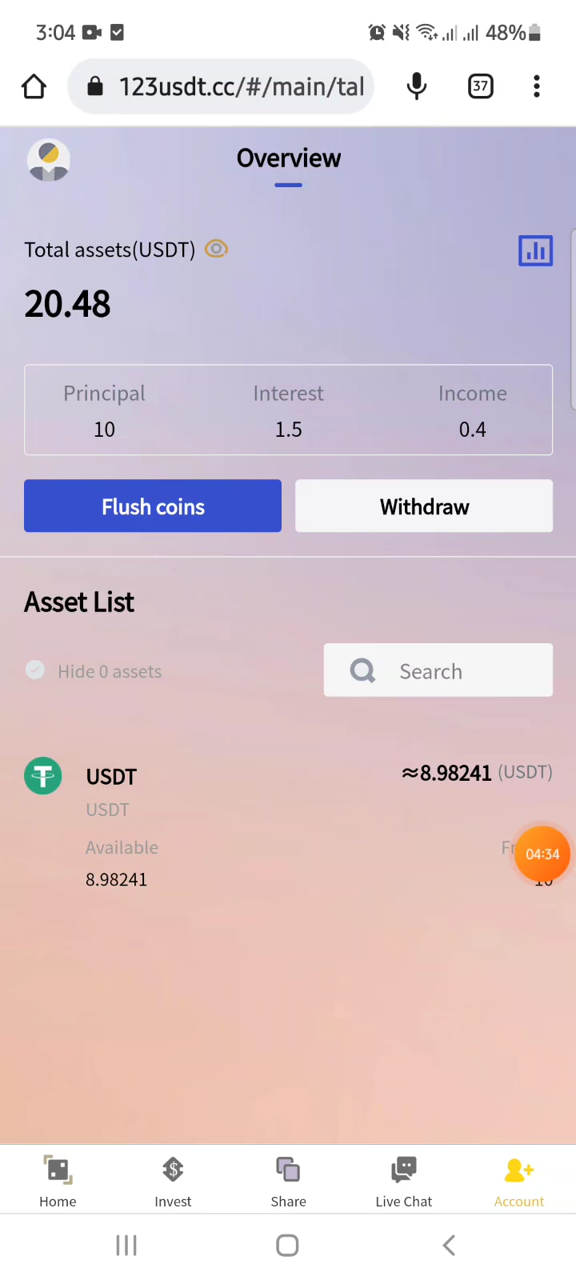 3:04 48%
123usdt.cc/#/main/tal 37
Overview
Total assets(USDT)
20.48
Principal Interest Income
10 1.5 0.4
Flush coins Withdraw
Asset List
Hide 0 assets Search
USDT ≈8.98241 (USDT)
USDT
Available
04:34
8.98241 10
Home Invest Share Live Chat Account